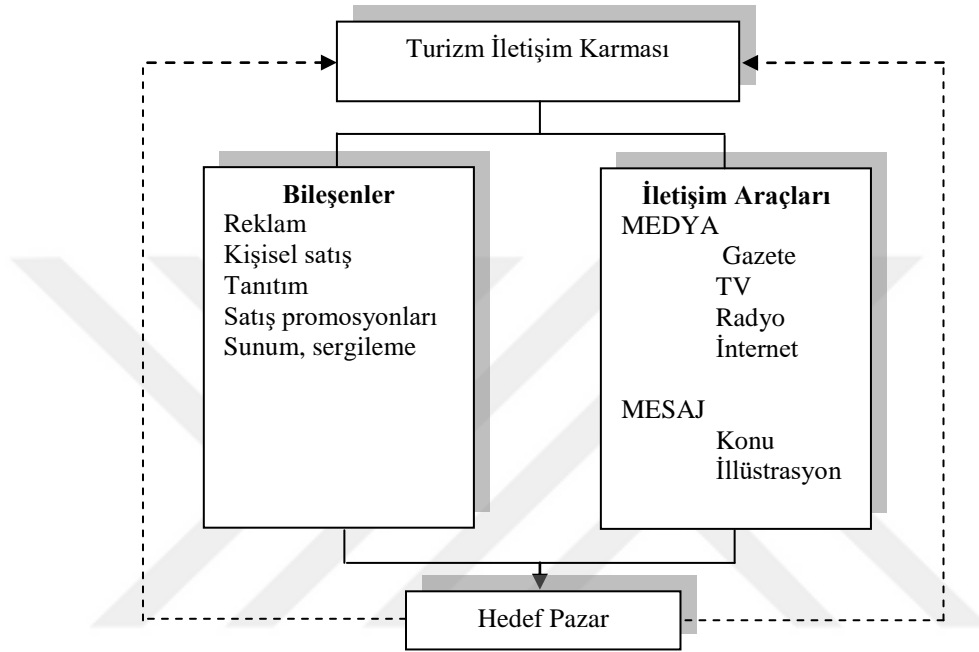 Turizm İletişim Karması
Bileşenler
Reklam
Kişisel satış
Tanıtım
Satış promosyonları
Sunum, sergileme
İletişim Araçları
MEDYA
Gazete
TV
Radyo
İnternet
MESAJ
Konu
İllüstrasyon
Hedef Pazar